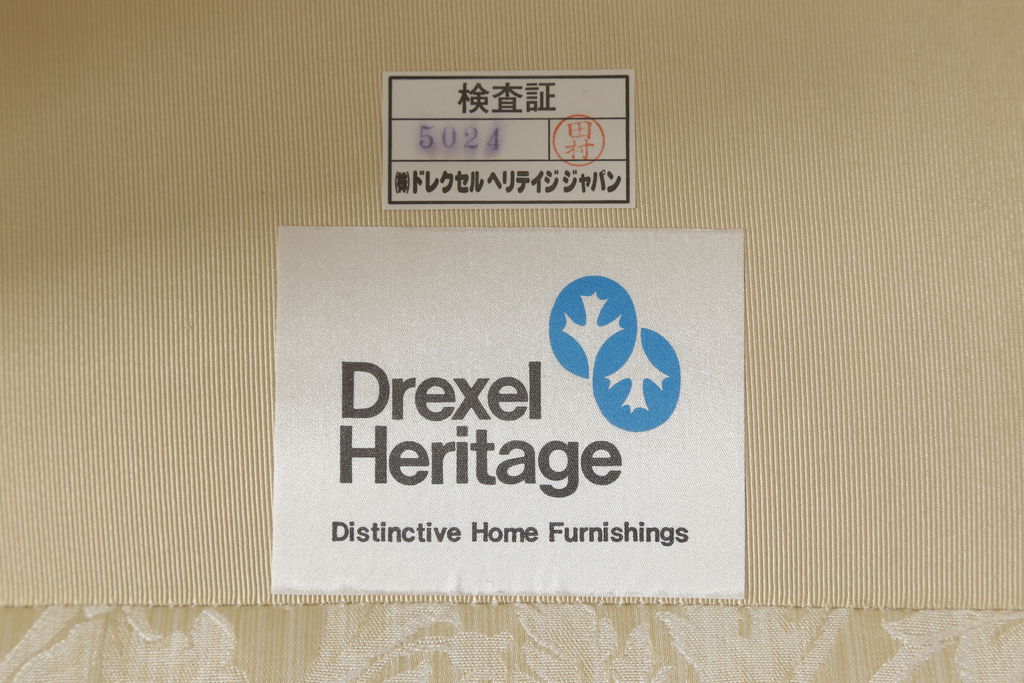 検査証
5024 田村
㈱ドレクセル ヘリテイジ ジャパン
Drexel
Heritage
Distinctive Home Furnishings